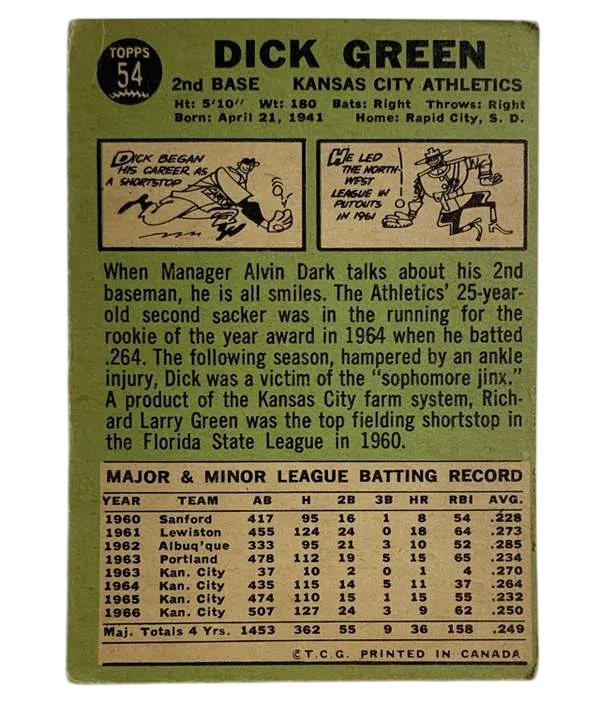 TOPPS
54
DICK GREEN
2nd BASE KANSAS CITY ATHLETICS
Ht: 5'10" Wt: 180 Bats: Right Throws: Right
Born: April 21, 1941 Home: Rapid City, S. D.
DICK BEGAN
HIS CAREER AS
A SHORTSTOP
HE LED
THE NORTH-
WEST
LEAGUE IN
PUTOUTS
IN 1961
When Manager Alvin Dark talks about his 2nd
baseman, he is all smiles. The Athletics' 25-year-
old second sacker was in the running for the
rookie of the year award in 1964 when he batted
.264. The following season, hampered by an ankle
injury, Dick was a victim of the "sophomore jinx."
A product of the Kansas City farm system, Rich-
ard Larry Green was the top fielding shortstop in
the Florida State League in 1960.
MAJOR & MINOR LEAGUE BATTING RECORD
YEAR TEAM AB H 2B 3B HR RBI AVG.
1960 Sanford 417 95 16 1 8 54 .228
1961 Lewiston 455 124 24 0 18 64 .273
1962 Albuq'que 333 95 21 3 10 52 .285
1963 Portland 478 112 19 5 15 65 .234
1963 Kan. City 37 10 2 0 1 4 .270
1964 Kan. City 435 115 14 5 11 37 .264
1965 Kan. City 474 110 15 1 15 55 .232
1966 Kan. City 507 127 24 3 9 62 .250
Maj. Totals 4 Yrs. 1453 362 55 9 36 158 .249
© T.C.G. PRINTED IN CANADA